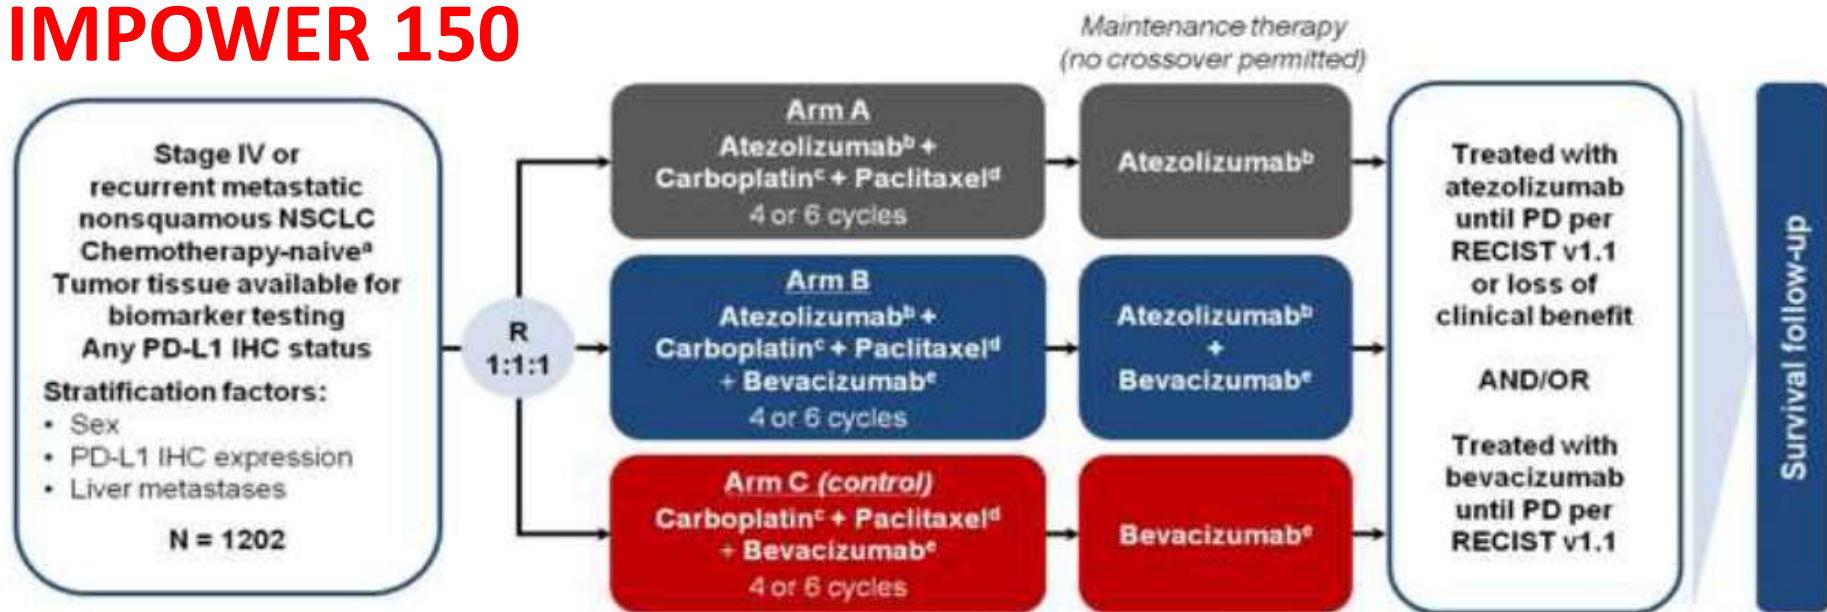 IMPOWER 150
Maintenance therapy
(no crossover permitted)
Stage IV or
recurrent metastatic
nonsquamous NSCLC
Chemotherapy-naiveᵃ
Tumor tissue available for
biomarker testing
Any PD-L1 IHC status
Stratification factors:
• Sex
• PD-L1 IHC expression
• Liver metastases
N = 1202
R
1:1:1
Arm A
Atezolizumabᵇ +
Carboplatinᶜ + Paclitaxelᵈ
4 or 6 cycles
Atezolizumabᵇ
Arm B
Atezolizumabᵇ +
Carboplatinᶜ + Paclitaxelᵈ
+ Bevacizumabᵉ
4 or 6 cycles
Atezolizumabᵇ
+
Bevacizumabᵉ
Arm C (control)
Carboplatinᶜ + Paclitaxelᵈ
+ Bevacizumabᵉ
4 or 6 cycles
Bevacizumabᵉ
Treated with
atezolizumab
until PD per
RECIST v1.1
or loss of
clinical benefit
AND/OR
Treated with
bevacizumab
until PD per
RECIST v1.1
Survival follow-up